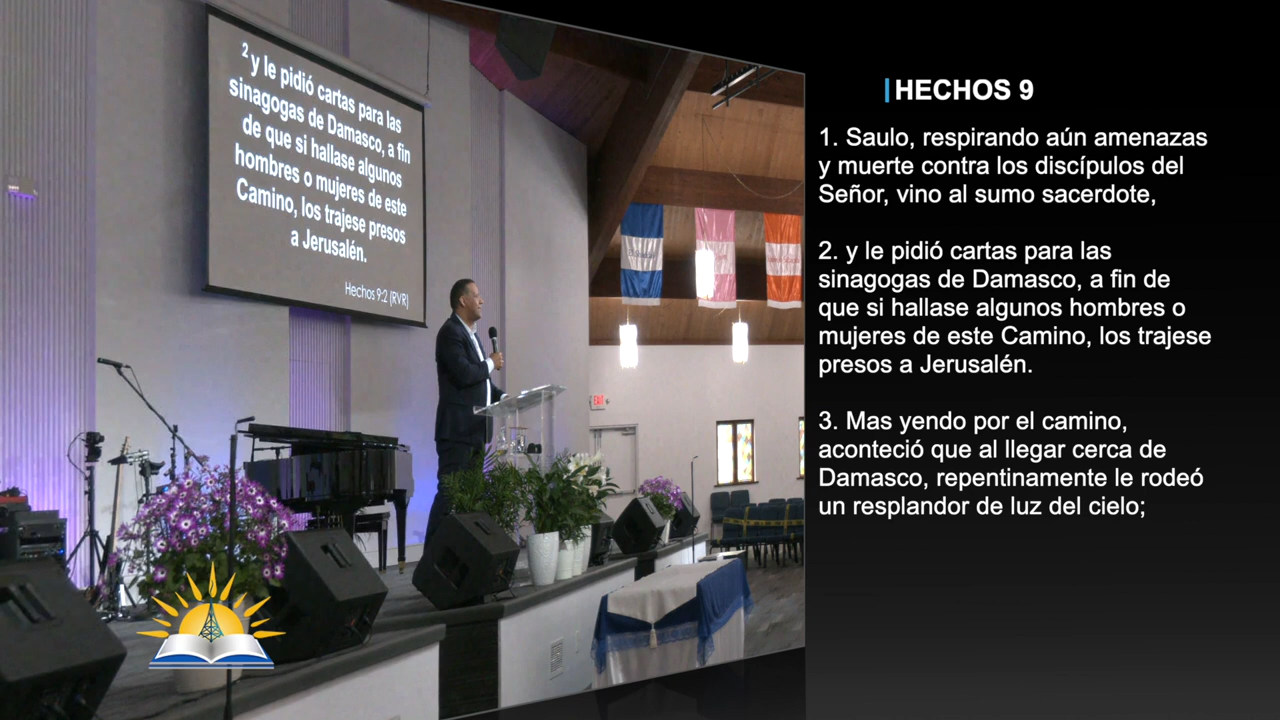 2 y le pidió cartas para las
sinagogas de Damasco, a fin
de que si hallase algunos
hombres o mujeres de este
Camino, los trajese presos
a Jerusalén.
Hechos 9:2 (RVR)
EXIT
HECHOS 9
1. Saulo, respirando aún amenazas
y muerte contra los discípulos del
Señor, vino al sumo sacerdote,
2. y le pidió cartas para las
sinagogas de Damasco, a fin de
que si hallase algunos hombres o
mujeres de este Camino, los trajese
presos a Jerusalén.
3. Mas yendo por el camino,
aconteció que al llegar cerca de
Damasco, repentinamente le rodeó
un resplandor de luz del cielo;